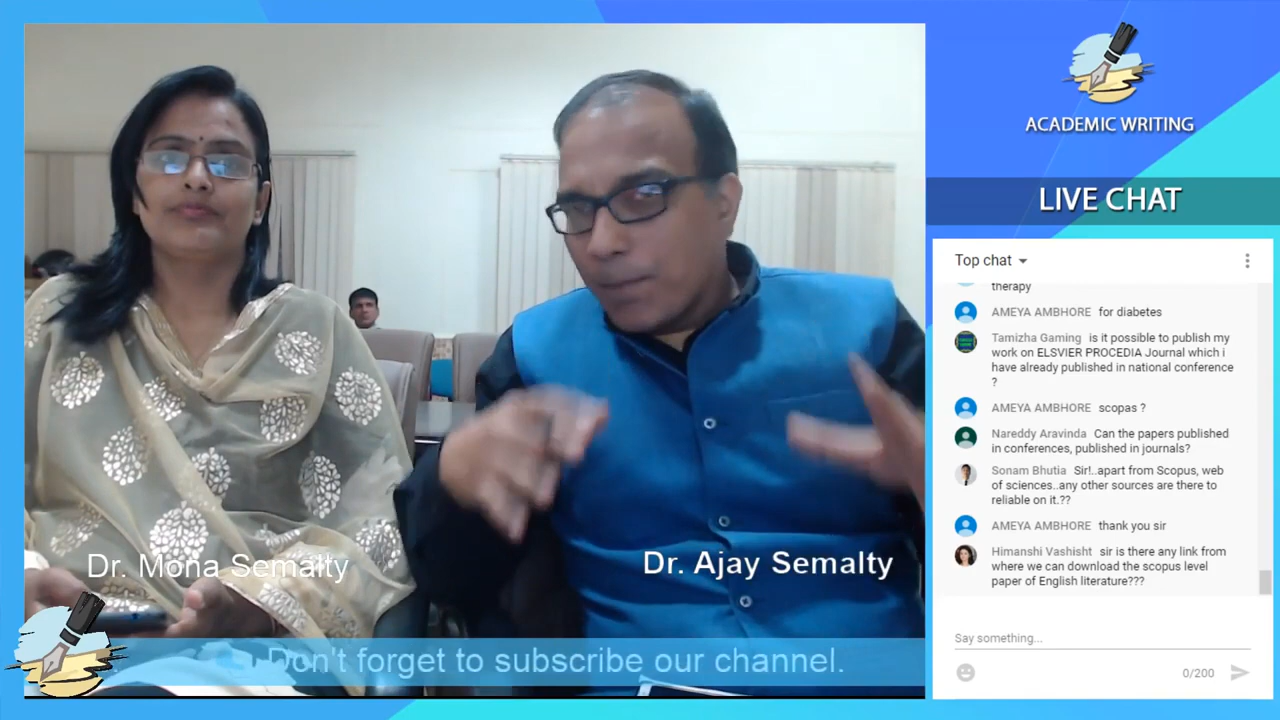 Dr. Mona Semalty
Dr. Ajay Semalty
Don't forget to subscribe our channel.
ACADEMIC WRITING
LIVE CHAT
Top chat
therapy
AMEYA AMBHORE for diabetes
Tamizha Gaming is it possible to publish my
work on ELSVIER PROCEDIA Journal which i
have already published in national conference
?
AMEYA AMBHORE scopas ?
Nareddy Aravinda Can the papers published
in conferences, published in journals?
Sonam Bhutia Sir!..apart from Scopus, web
of sciences..any other sources are there to
reliable on it.??
AMEYA AMBHORE thank you sir
Himanshi Vashisht sir is there any link from
where we can download the scopus level
paper of English literature???
Say something...
0/200